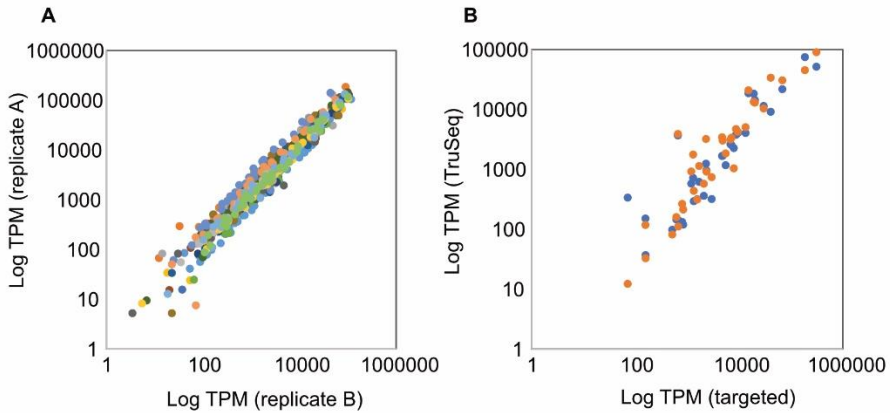 A
Log TPM (replicate A)
1000000
100000
10000
1000
100
10
1
1 100 10000 1000000
Log TPM (replicate B)
B
Log TPM (TruSeq)
100000
10000
1000
100
10
1
1 100 10000 1000000
Log TPM (targeted)